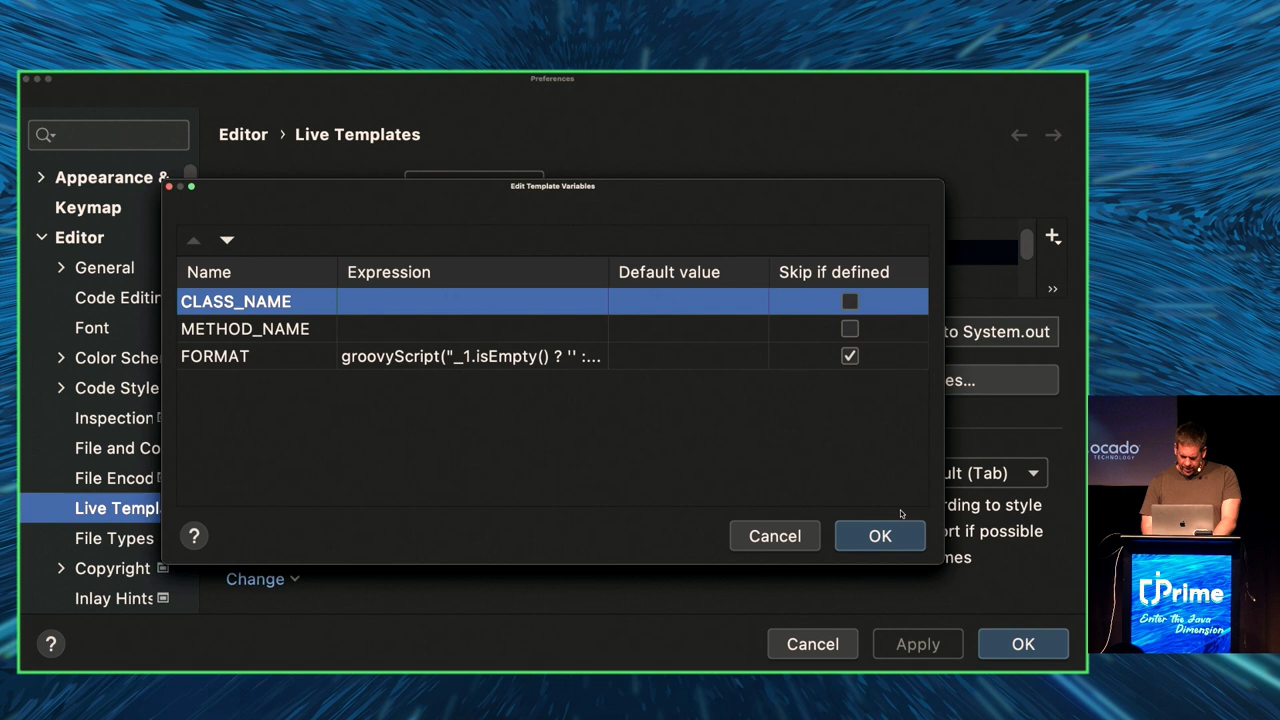 Preferences
Editor › Live Templates
Appearance &
Keymap
Editor
General
Code Editin
Font
Color Sche
Code Style
Inspection
File and Co
File Encod
Live Templ
File Types
Copyright
Inlay Hints
Edit Template Variables
Name Expression Default value Skip if defined
CLASS_NAME
METHOD_NAME
FORMAT groovyScript("_1.isEmpty() ? '' :...
? Cancel OK
to System.out
es...
ult (Tab)
rding to style
rt if possible
mes
Change
? Cancel Apply OK
ocado
TECHNOLOGY
jPrime
Enter the Java
Dimension